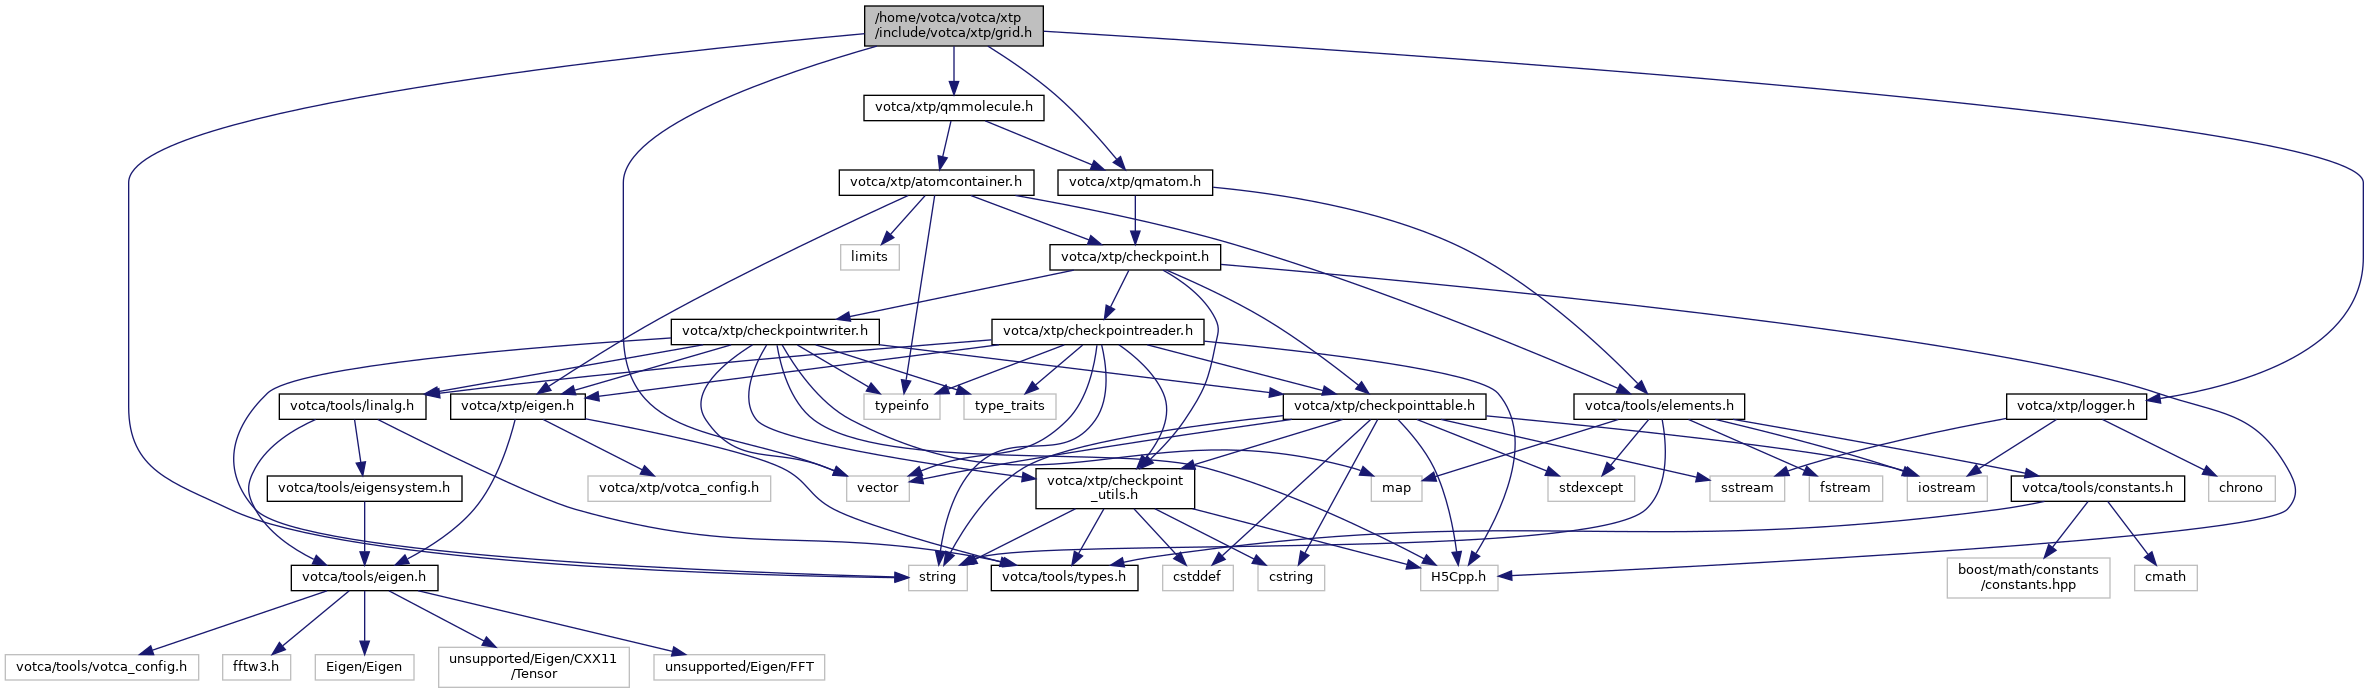 /home/votca/votca/xtp
/include/votca/xtp/grid.h
votca/xtp/qmmolecule.h
votca/xtp/atomcontainer.h
votca/xtp/qmatom.h
limits
votca/xtp/checkpoint.h
votca/xtp/checkpointwriter.h
votca/xtp/checkpointreader.h
votca/tools/linalg.h
votca/xtp/eigen.h
typeinfo
type_traits
votca/xtp/checkpointtable.h
votca/tools/elements.h
votca/xtp/logger.h
votca/tools/eigensystem.h
votca/xtp/votca_config.h
vector
votca/xtp/checkpoint
_utils.h
map
stdexcept
sstream
fstream
iostream
votca/tools/constants.h
chrono
votca/tools/eigen.h
string
votca/tools/types.h
cstddef
cstring
H5Cpp.h
boost/math/constants
/constants.hpp
cmath
votca/tools/votca_config.h
fftw3.h
Eigen/Eigen
unsupported/Eigen/CXX11
/Tensor
unsupported/Eigen/FFT